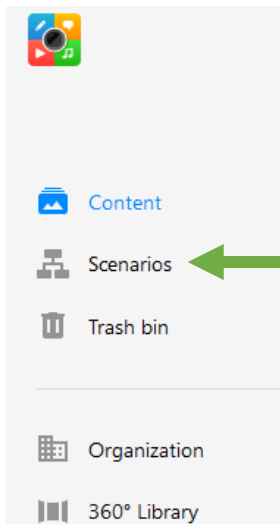 Content
Scenarios
Trash bin
Organization
360° Library